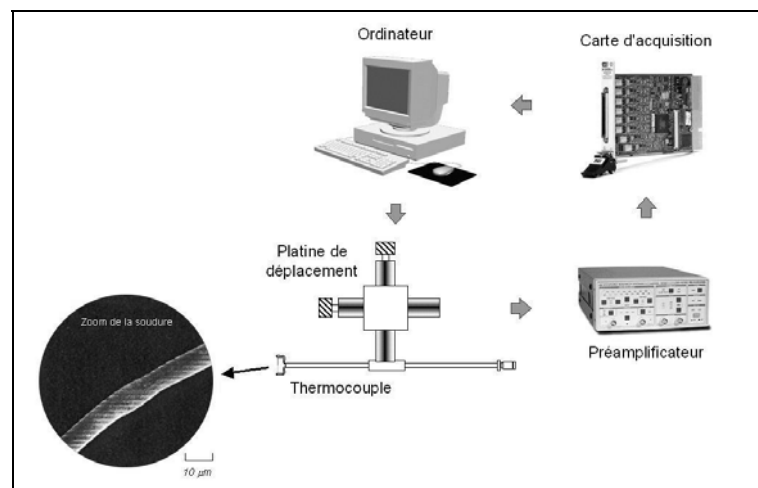 Ordinateur
Carte d'acquisition
Platine de
déplacement
Zoom de la soudure
Préamplificateur
Thermocouple
10 µm